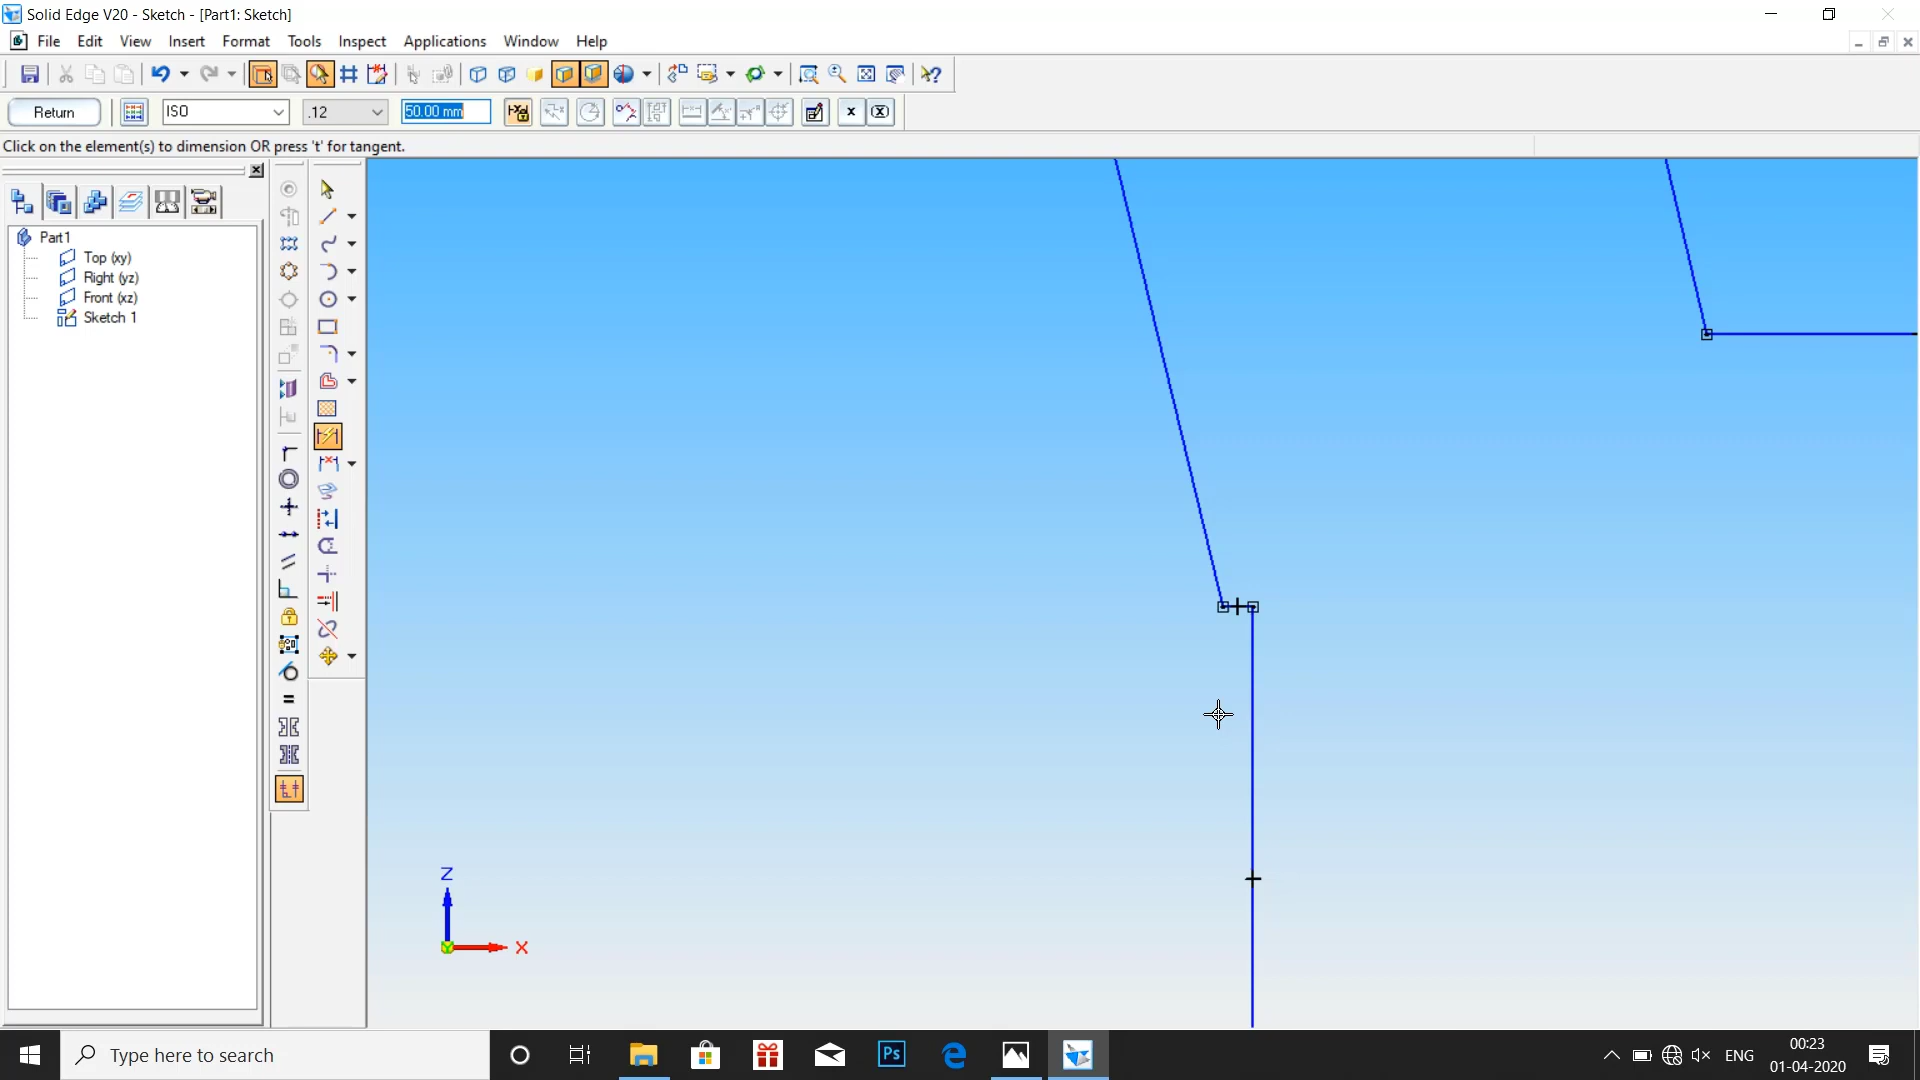 Solid Edge V20 - Sketch - [Part1: Sketch]
File Edit View Insert Format Tools Inspect Applications Window Help
Return ISO .12 50.00 mm
Click on the element(s) to dimension OR press 't' for tangent.
Part1
Top (xy)
Right (yz)
Front (xz)
Sketch 1
Z
X
Type here to search
Ps
ENG
00:23
01-04-2020